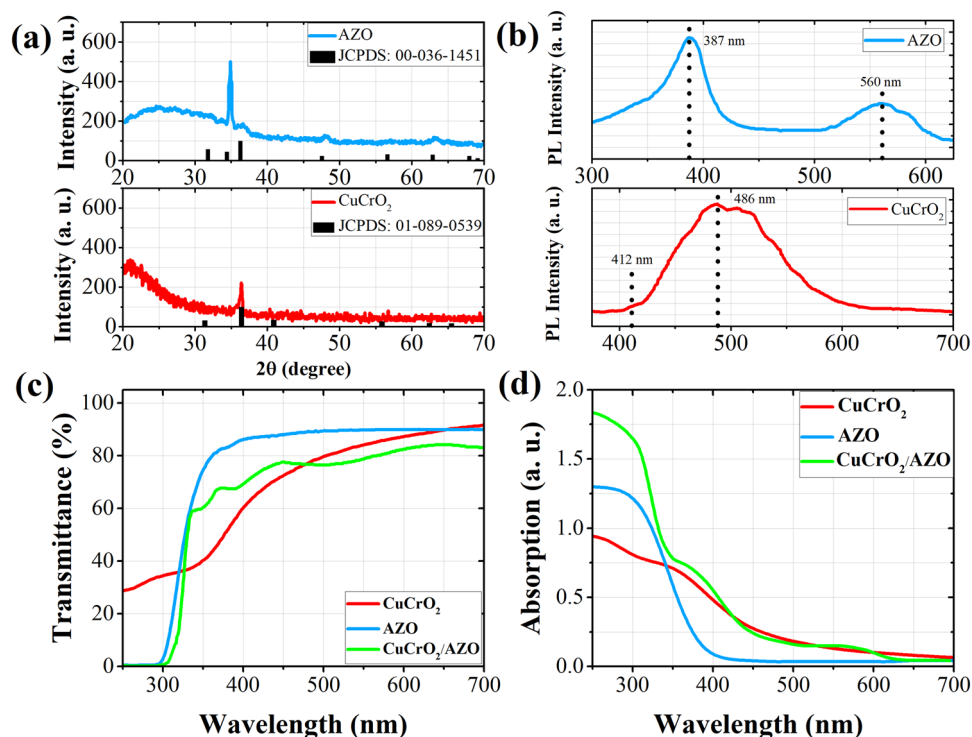 (a)
Intensity (a. u.)
600
400
200
0
AZO
JCPDS: 00-036-1451
20 30 40 50 60 70
Intensity (a. u.)
600
400
200
0
CuCrO₂
JCPDS: 01-089-0539
20 30 40 50 60 70
2θ (degree)
(b)
PL Intensity (a. u.)
387 nm
560 nm
AZO
300 400 500 600
PL Intensity (a. u.)
412 nm
486 nm
CuCrO₂
400 500 600 700
(c)
Transmittance (%)
100
80
60
40
20
0
CuCrO₂
AZO
CuCrO₂/AZO
300 400 500 600 700
Wavelength (nm)
(d)
Absorption (a. u.)
2.0
1.5
1.0
0.5
0.0
CuCrO₂
AZO
CuCrO₂/AZO
300 400 500 600 700
Wavelength (nm)